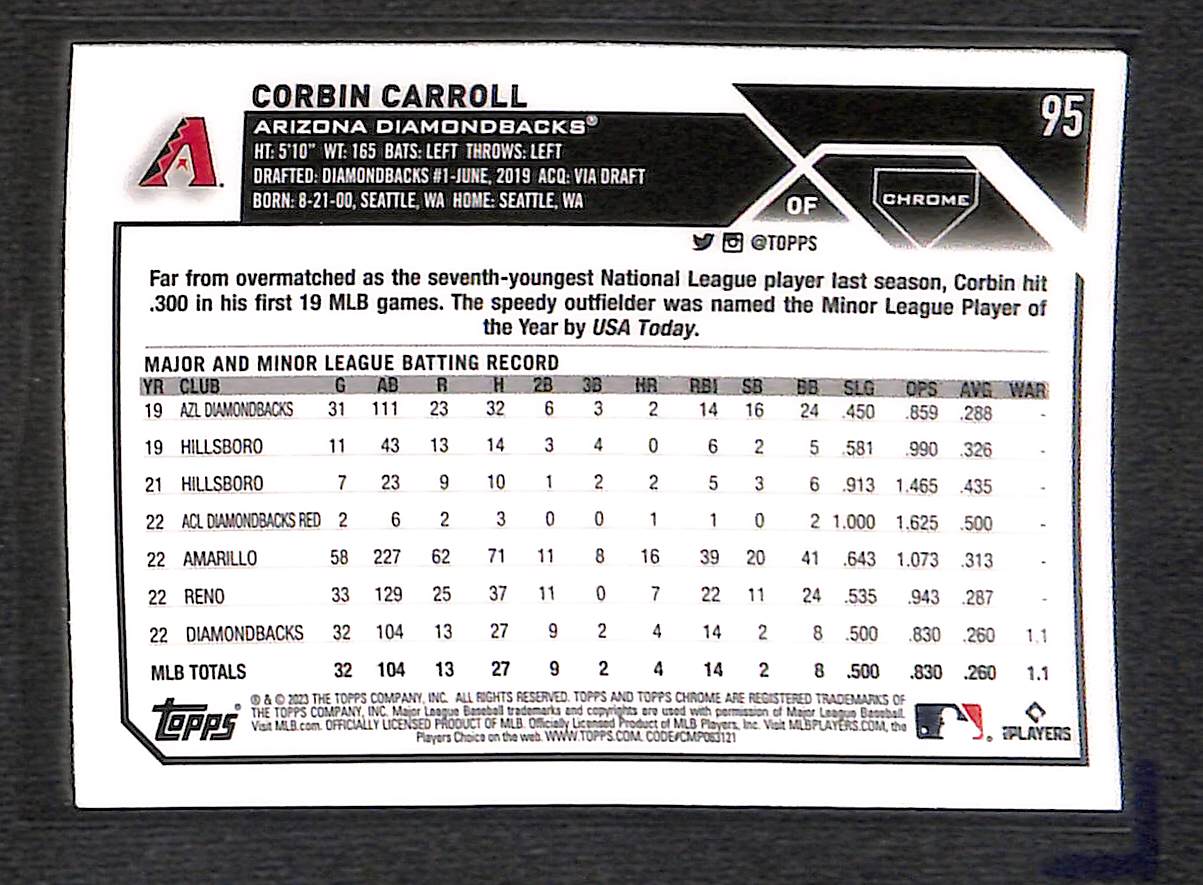 CORBIN CARROLL
95
ARIZONA DIAMONDBACKS®
HT: 5'10" WT: 165 BATS: LEFT THROWS: LEFT
DRAFTED: DIAMONDBACKS #1-JUNE, 2019 ACQ: VIA DRAFT
BORN: 8-21-00, SEATTLE, WA HOME: SEATTLE, WA
OF
CHROME
@TOPPS
Far from overmatched as the seventh-youngest National League player last season, Corbin hit
.300 in his first 19 MLB games. The speedy outfielder was named the Minor League Player of
the Year by USA Today.
MAJOR AND MINOR LEAGUE BATTING RECORD
YR CLUB G AB R H 2B 3B HR RBI SB BB SLG OPS AVG WAR
19 AZL DIAMONDBACKS 31 111 23 32 6 3 2 14 16 24 .450 .859 .288 -
19 HILLSBORO 11 43 13 14 3 4 0 6 2 5 .581 .990 .326 -
21 HILLSBORO 7 23 9 10 1 2 2 5 3 6 .913 1.465 .435 -
22 ACL DIAMONDBACKS RED 2 6 2 3 0 0 1 1 0 2 1.000 1.625 .500 -
22 AMARILLO 58 227 62 71 11 8 16 39 20 41 .643 1.073 .313 -
22 RENO 33 129 25 37 11 0 7 22 11 24 .535 .943 .287 -
22 DIAMONDBACKS 32 104 13 27 9 2 4 14 2 8 .500 .830 .260 1.1
MLB TOTALS 32 104 13 27 9 2 4 14 2 8 .500 .830 .260 1.1
topps®
® & © 2023 THE TOPPS COMPANY, INC. ALL RIGHTS RESERVED. TOPPS AND TOPPS CHROME ARE REGISTERED TRADEMARKS OF
THE TOPPS COMPANY, INC. Major League Baseball trademarks and copyrights are used with permission of Major League Baseball.
Visit MLB.com. OFFICIALLY LICENSED PRODUCT OF MLB. Officially Licensed Product of MLB Players, Inc. Visit MLBPLAYERS.COM, the
Players Choice on the web. WWW.TOPPS.COM. CODE#CMP063121
PLAYERS